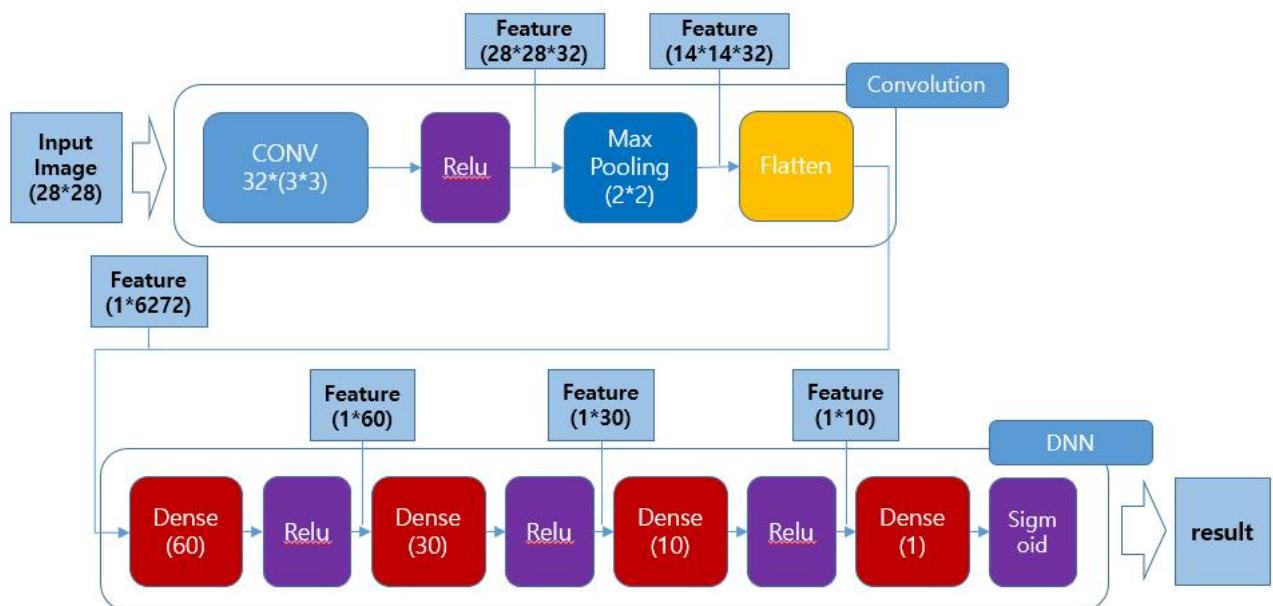 Feature
(28*28*32)
Feature
(14*14*32)
Convolution
Input
Image
(28*28)
CONV
32*(3*3)
Relu
Max
Pooling
(2*2)
Flatten
Feature
(1*6272)
Feature
(1*60)
Feature
(1*30)
Feature
(1*10)
DNN
Dense
(60)
Relu
Dense
(30)
Relu
Dense
(10)
Relu
Dense
(1)
Sigm
oid
result